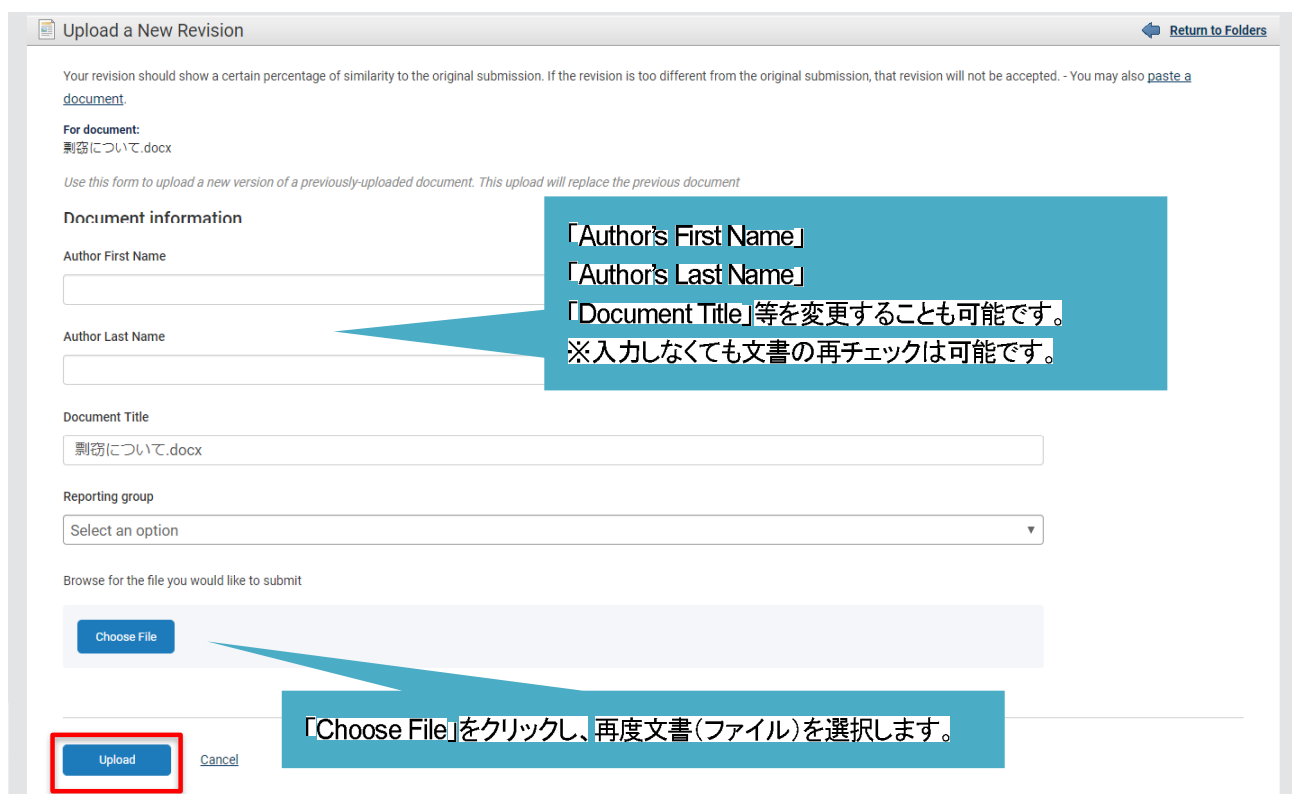 Upload a New Revision
Return to Folders
Your revision should show a certain percentage of similarity to the original submission. If the revision is too different from the original submission, that revision will not be accepted. - You may also paste a
document.
For document:
剽窃について.docx
Use this form to upload a new version of a previously-uploaded document. This upload will replace the previous document
Document information
Author First Name
「Author's First Name」
「Author's Last Name」
「Document Title」等を変更することも可能です。
※入力しなくても文書の再チェックは可能です。
Author Last Name
Document Title
剽窃について.docx
Reporting group
Select an option
Browse for the file you would like to submit
Choose File
「Choose File」をクリックし、再度文書(ファイル)を選択します。
Upload
Cancel